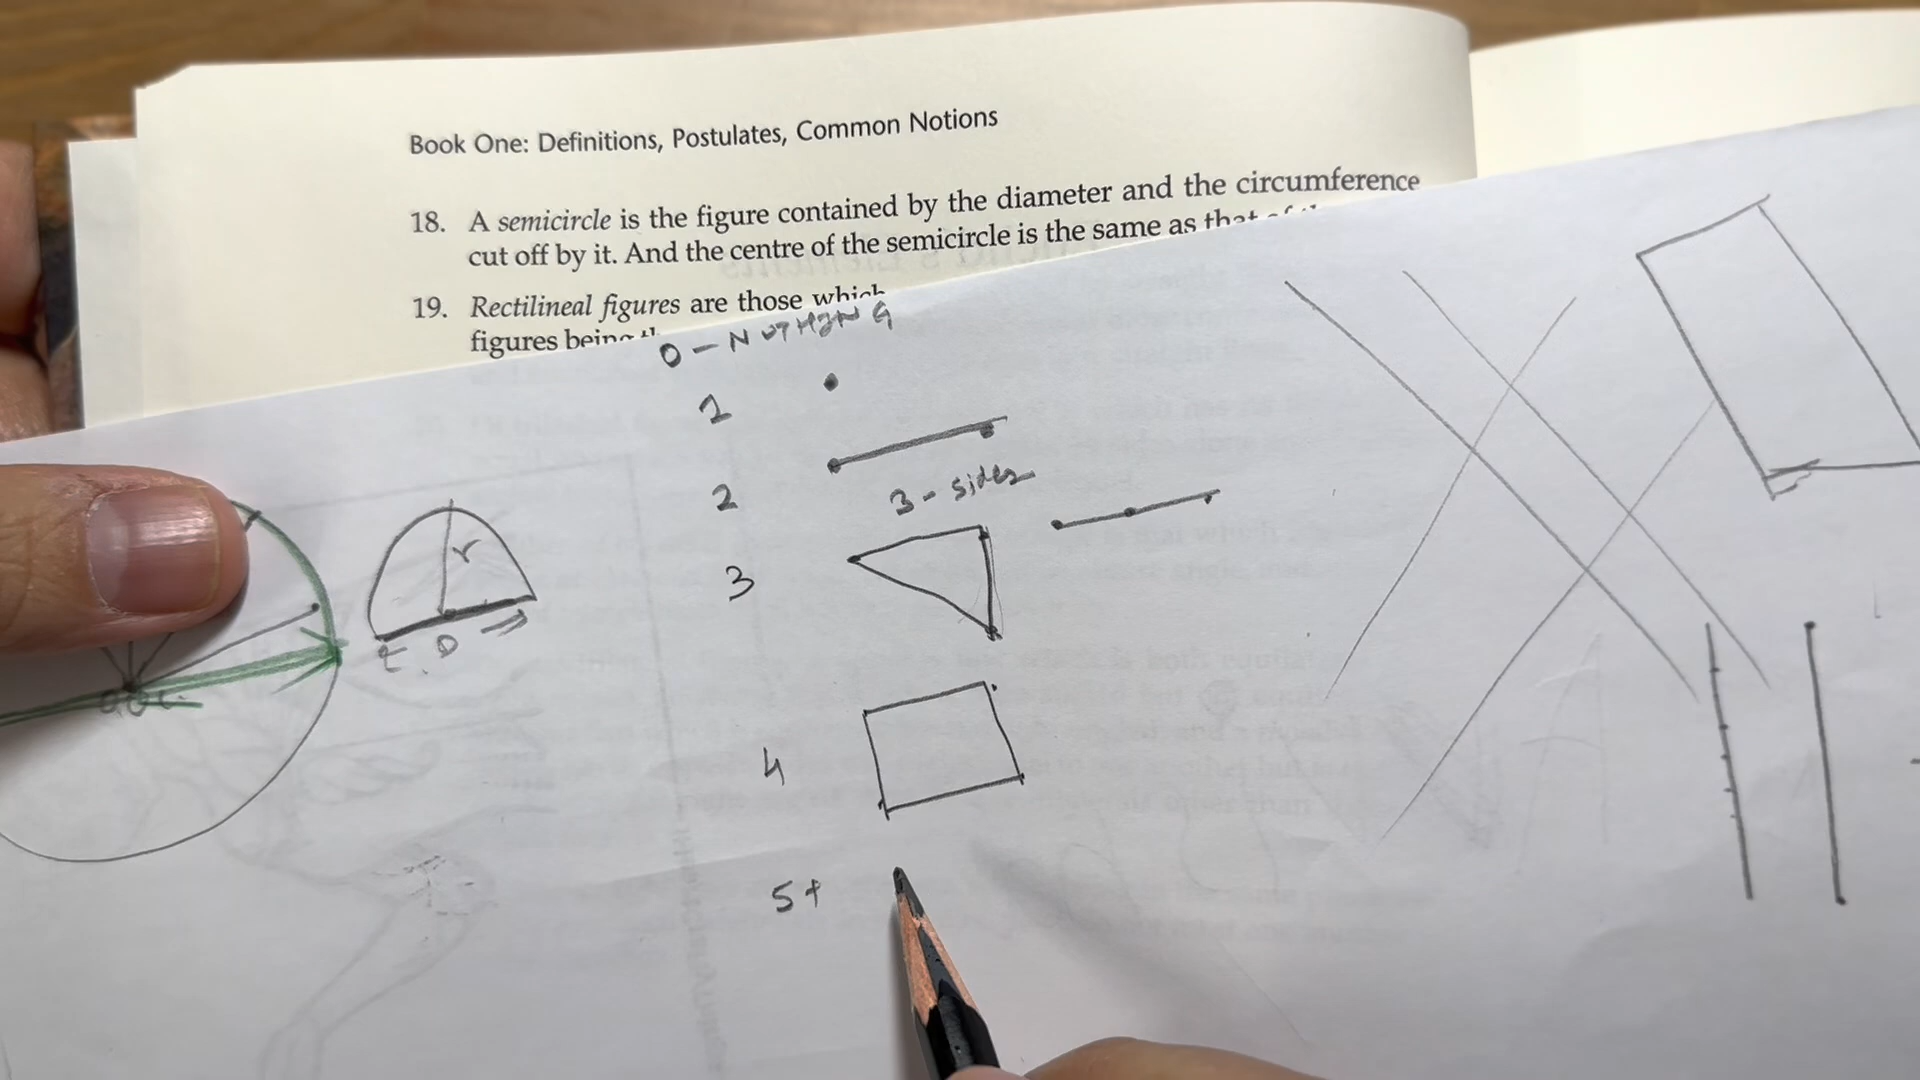 Book One: Definitions, Postulates, Common Notions
18. A semicircle is the figure contained by the diameter and the circumference
cut off by it. And the centre of the semicircle is the same as that of
19. Rectilineal figures are those which
figures being
0 - NOTHING
1
2
3 - sides
3
r
D
4
5+